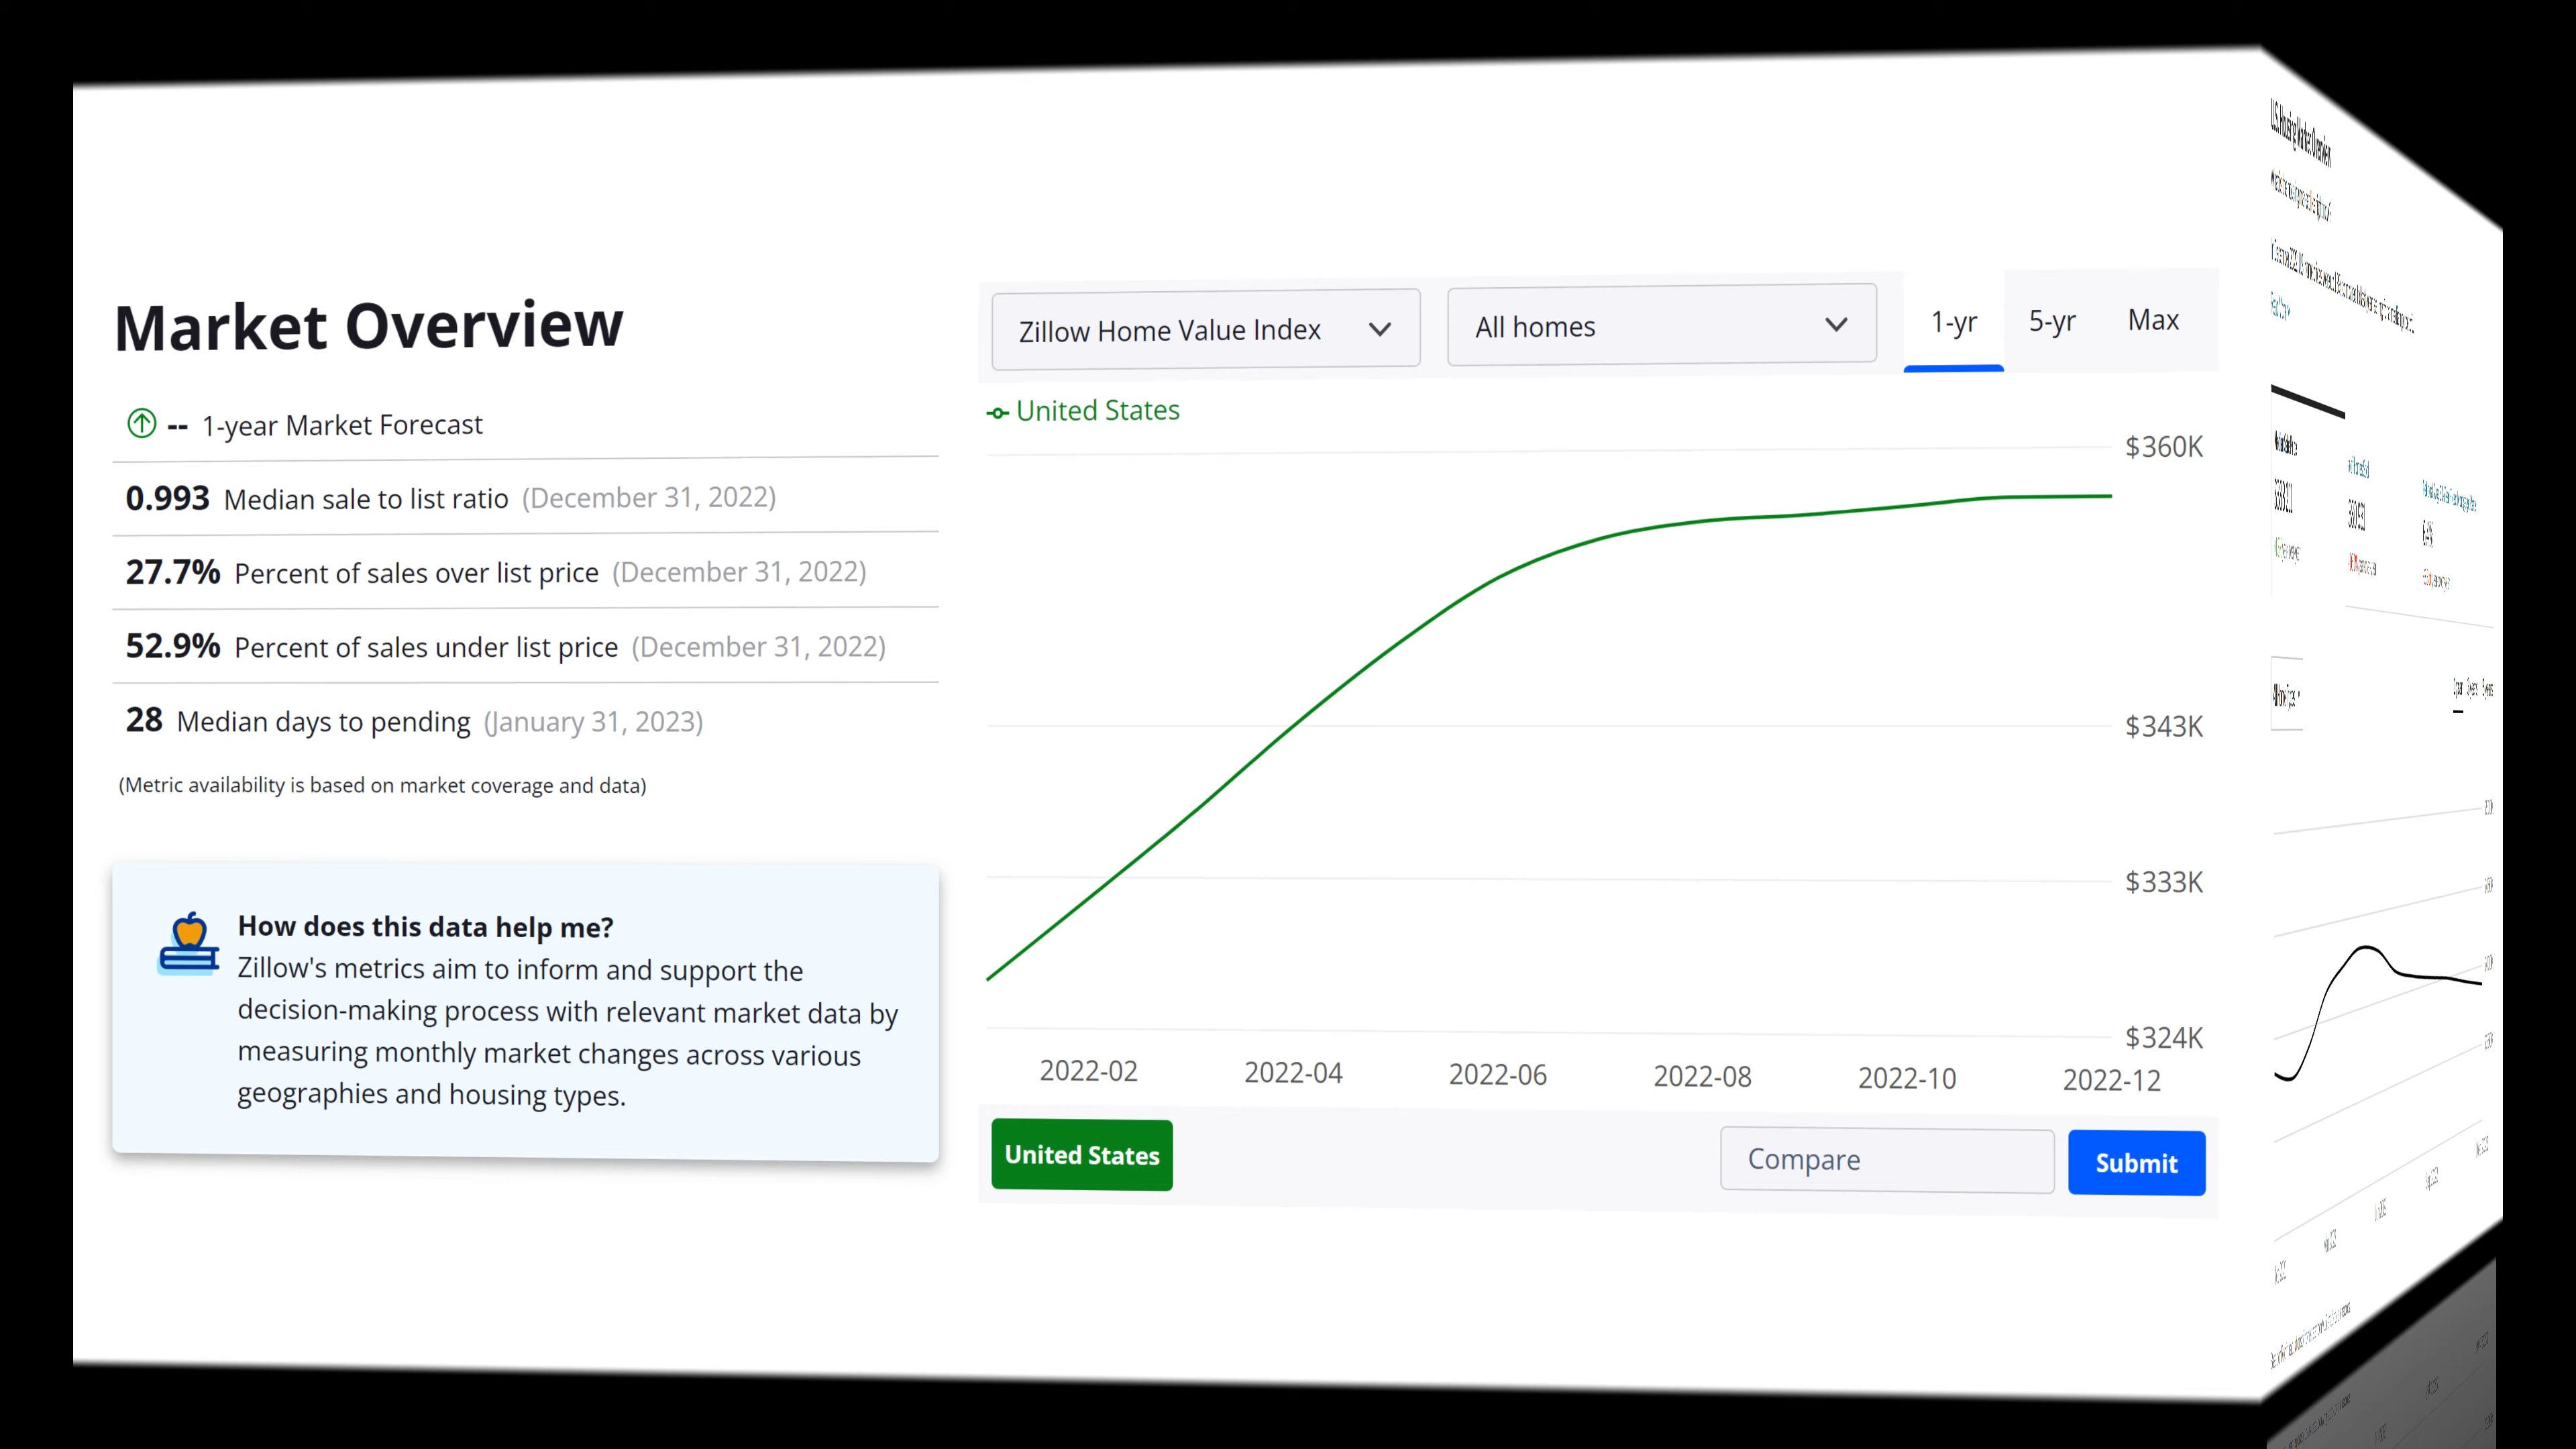 Market Overview
-- 1-year Market Forecast
0.993 Median sale to list ratio (December 31, 2022)
27.7% Percent of sales over list price (December 31, 2022)
52.9% Percent of sales under list price (December 31, 2022)
28 Median days to pending (January 31, 2023)
(Metric availability is based on market coverage and data)
How does this data help me?
Zillow's metrics aim to inform and support the
decision-making process with relevant market data by
measuring monthly market changes across various
geographies and housing types.
Zillow Home Value Index
All homes
1-yr 5-yr Max
United States
$360K
$343K
$333K
$324K
2022-02 2022-04 2022-06 2022-08 2022-10 2022-12
United States
Compare
Submit
U.S. Housing Market Overview